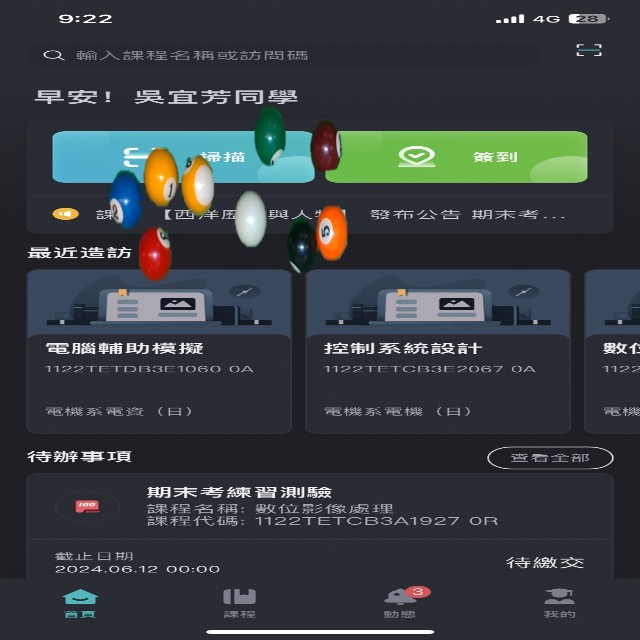 9:22
4G 28
輸入課程名稱或訪問碼
早安! 吳宜芳同學
掃描
簽到
課 【西洋歷 與人 】 發布公告 期末考...
最近造訪
電腦輔助模擬
1122TETDB3E1060 0A
電機系電資 (日)
控制系統設計
1122TETCB3E2067 0A
電機系電機 (日)
數位
1122
電機
待辦事項
查看全部
100
期末考練習測驗
課程名稱: 數位影像處理
課程代碼: 1122TETCB3A1927 0R
截止日期
2024.06.12 00:00
待繳交
首頁
課程
3
動態
我的
2
1
5